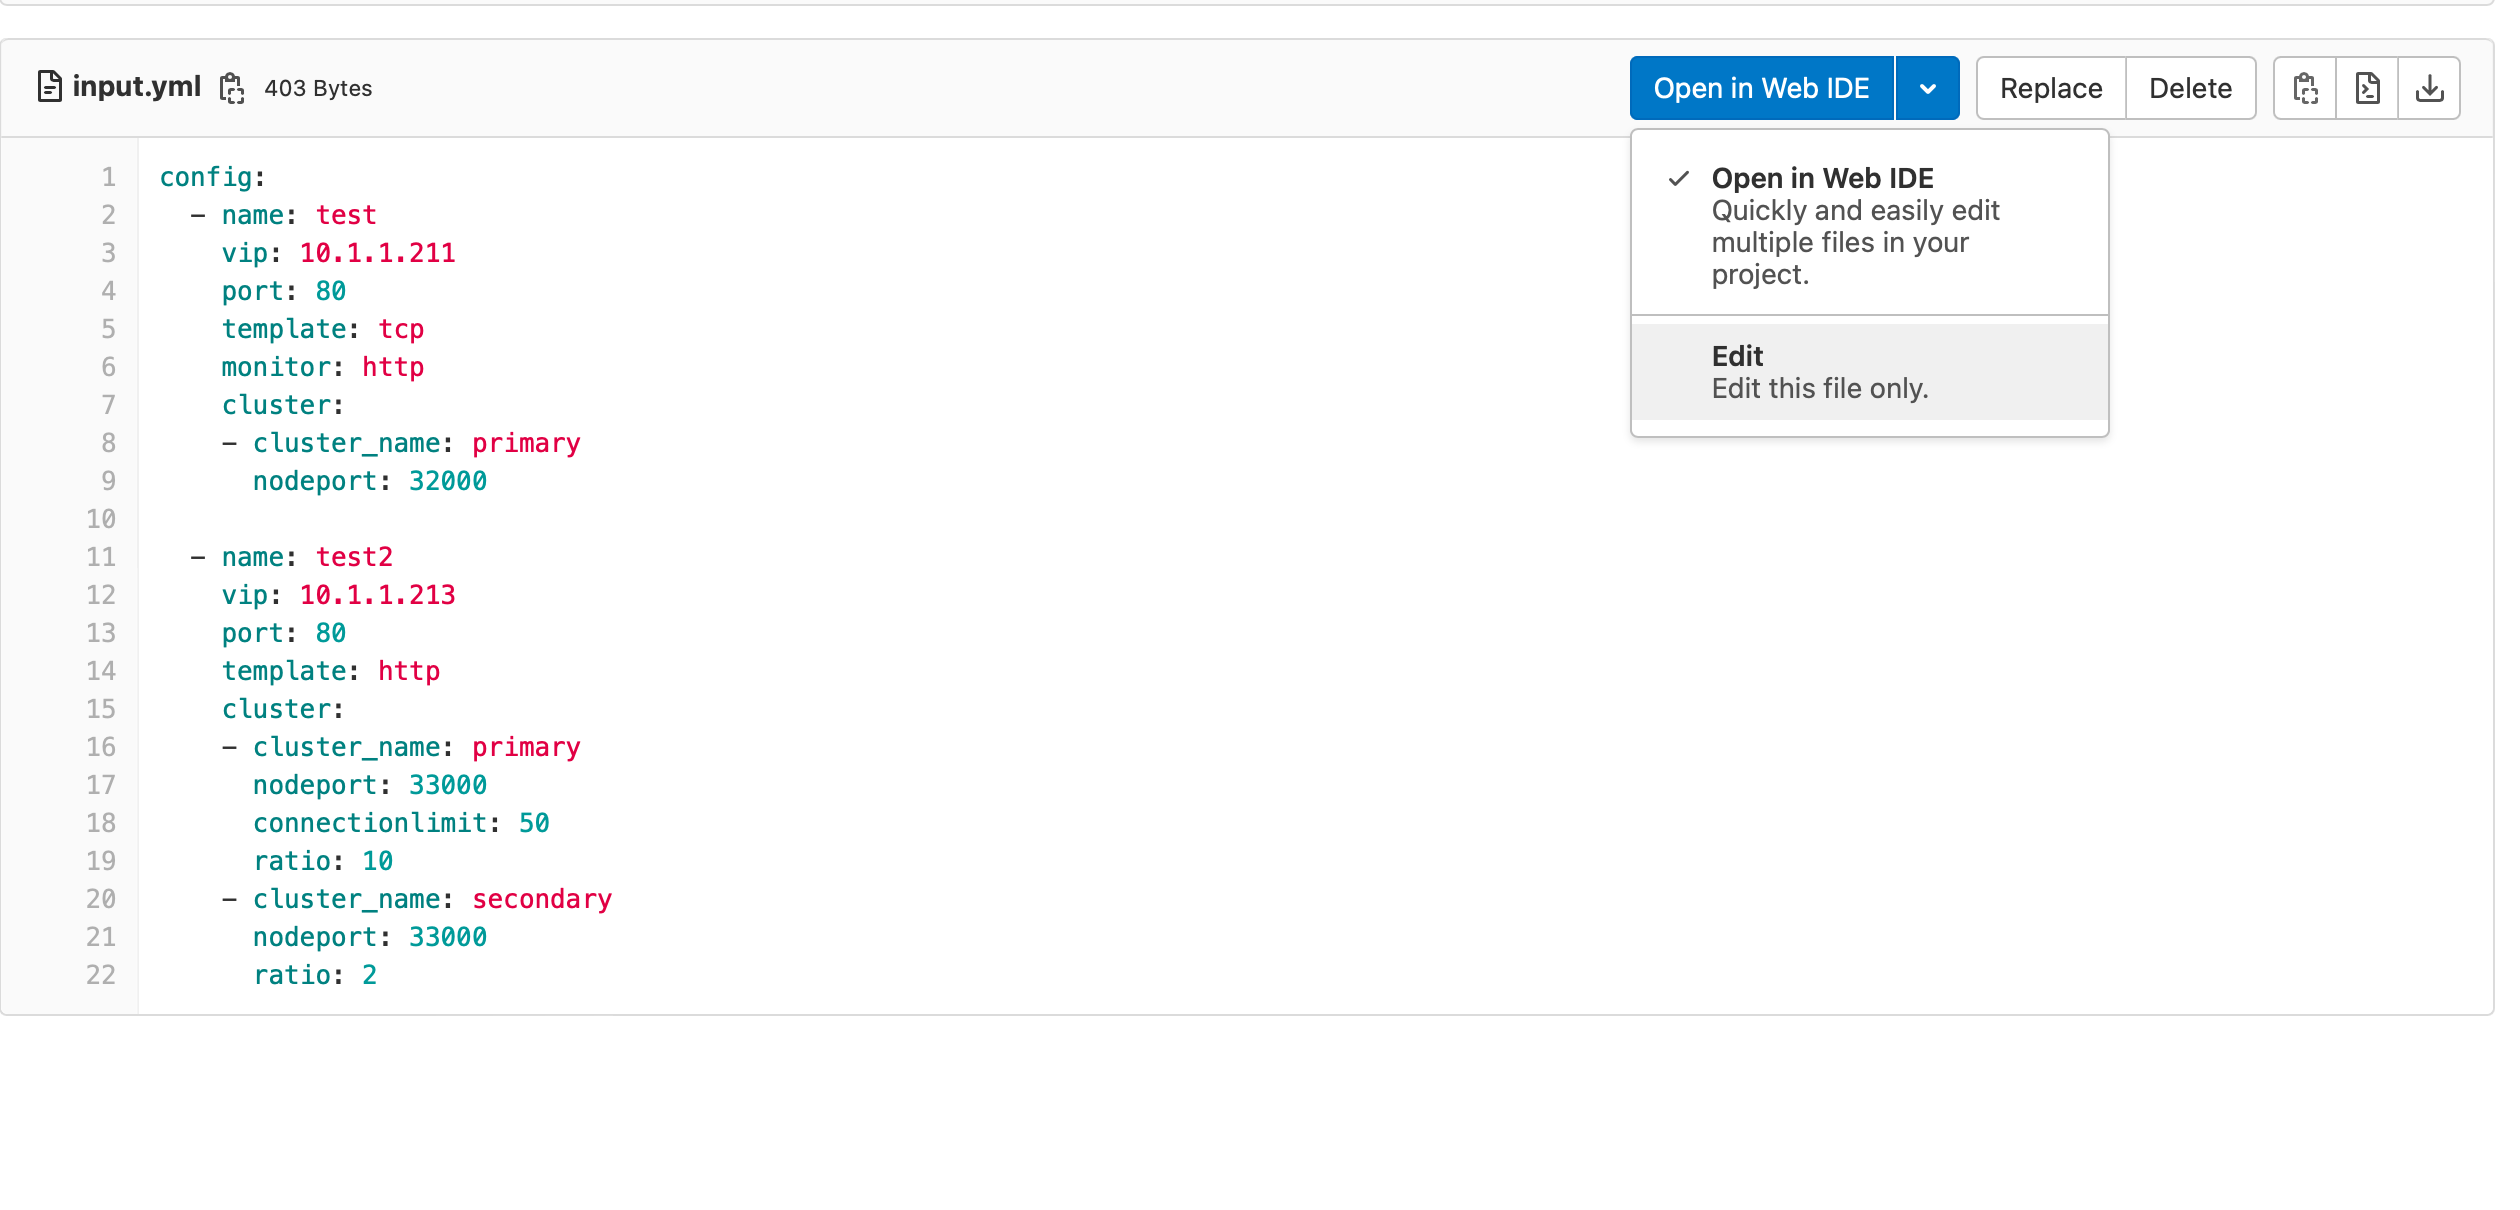 input.yml 403 Bytes
Open in Web IDE Replace Delete
Open in Web IDE
Quickly and easily edit
multiple files in your
project.
Edit
Edit this file only.
1 config:
2   - name: test
3     vip: 10.1.1.211
4     port: 80
5     template: tcp
6     monitor: http
7     cluster:
8     - cluster_name: primary
9       nodeport: 32000
10
11   - name: test2
12     vip: 10.1.1.213
13     port: 80
14     template: http
15     cluster:
16     - cluster_name: primary
17       nodeport: 33000
18       connectionlimit: 50
19       ratio: 10
20     - cluster_name: secondary
21       nodeport: 33000
22       ratio: 2